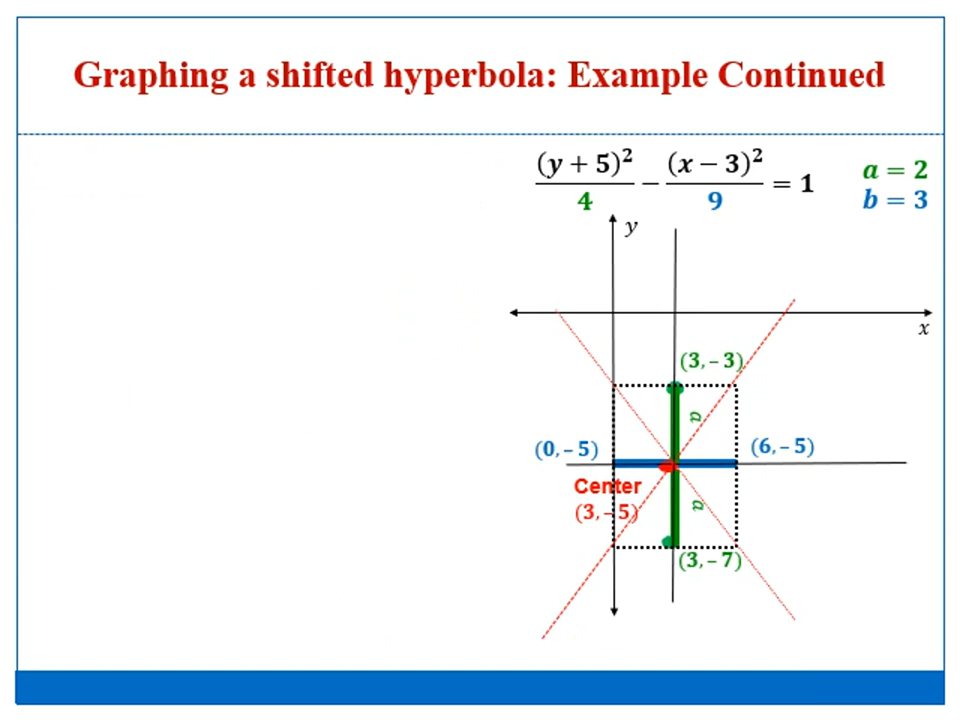 Graphing a shifted hyperbola: Example Continued
(y + 5)²/4 − (x − 3)²/9 = 1
a = 2
b = 3
y
x
(3, – 3)
a
(0, – 5)
(6, – 5)
Center
(3, – 5)
a
(3, – 7)